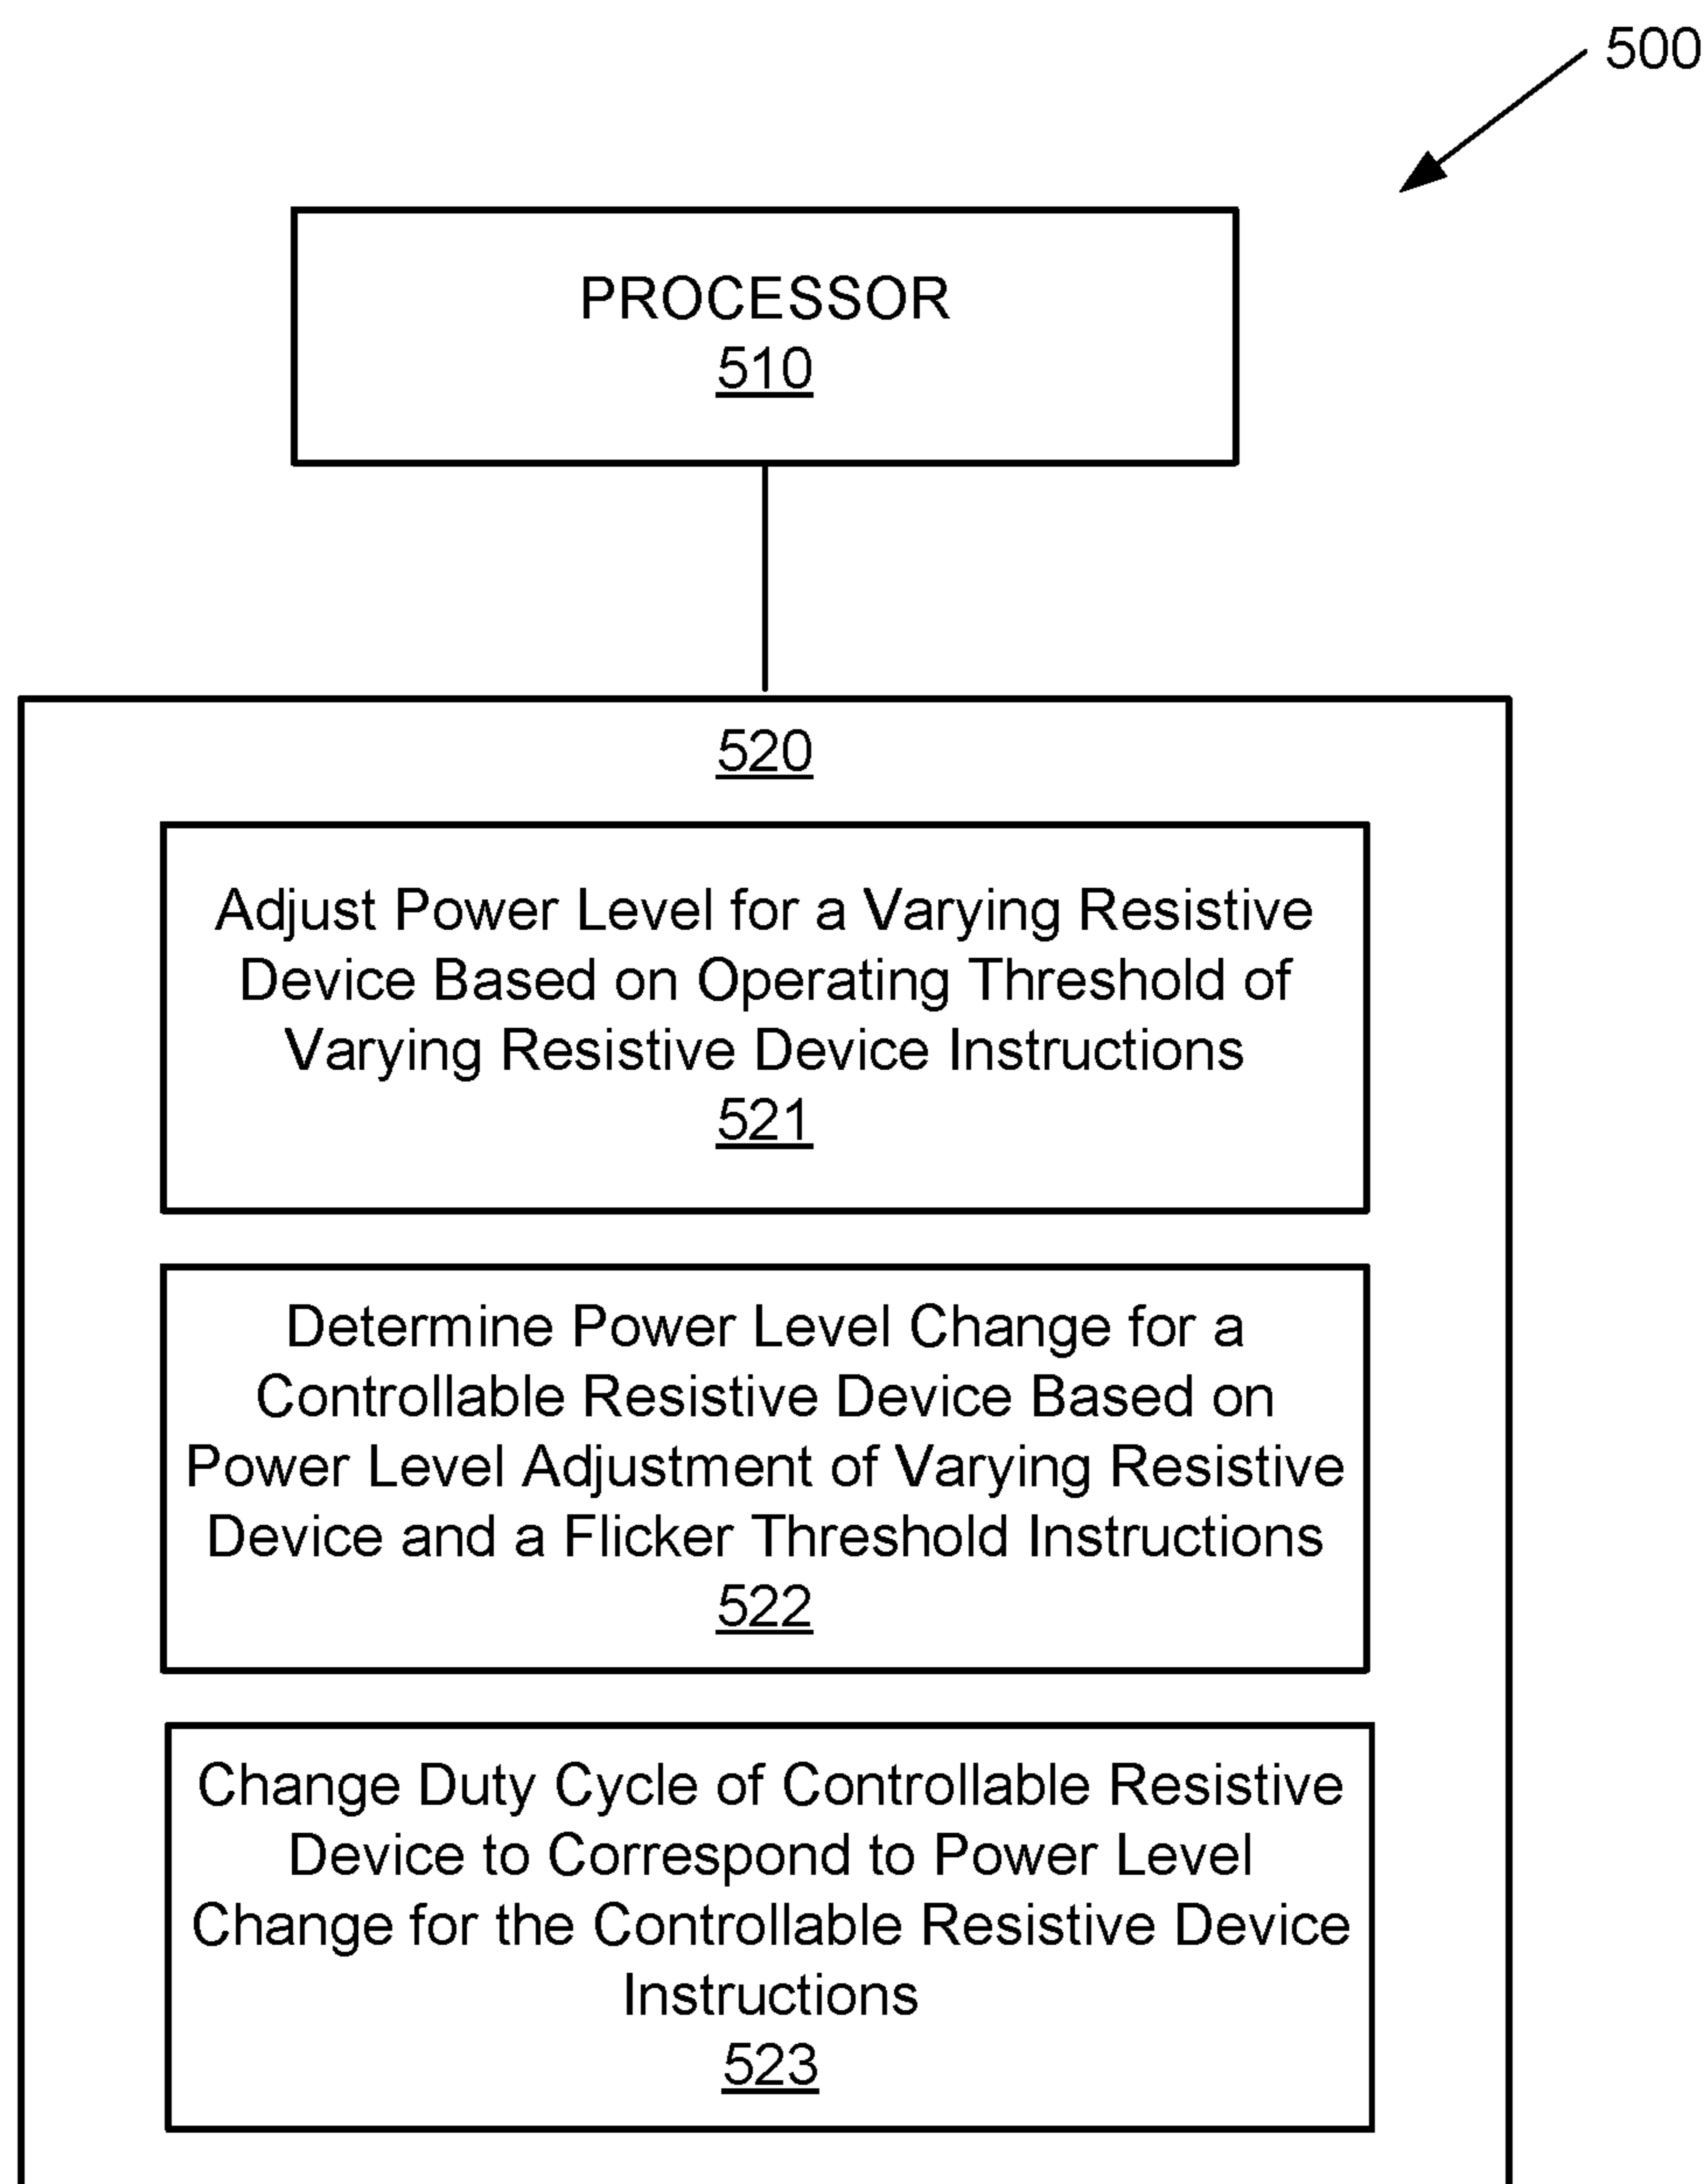 500
PROCESSOR
510
520
Adjust Power Level for a Varying Resistive
Device Based on Operating Threshold of
Varying Resistive Device Instructions
521
Determine Power Level Change for a
Controllable Resistive Device Based on
Power Level Adjustment of Varying Resistive
Device and a Flicker Threshold Instructions
522
Change Duty Cycle of Controllable Resistive
Device to Correspond to Power Level
Change for the Controllable Resistive Device
Instructions
523